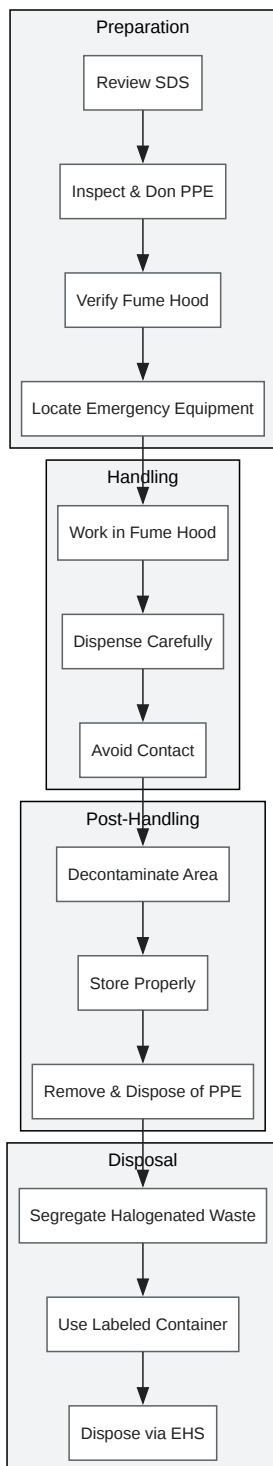 Preparation
Review SDS
Inspect & Don PPE
Verify Fume Hood
Locate Emergency Equipment
Handling
Work in Fume Hood
Dispense Carefully
Avoid Contact
Post-Handling
Decontaminate Area
Store Properly
Remove & Dispose of PPE
Disposal
Segregate Halogenated Waste
Use Labeled Container
Dispose via EHS